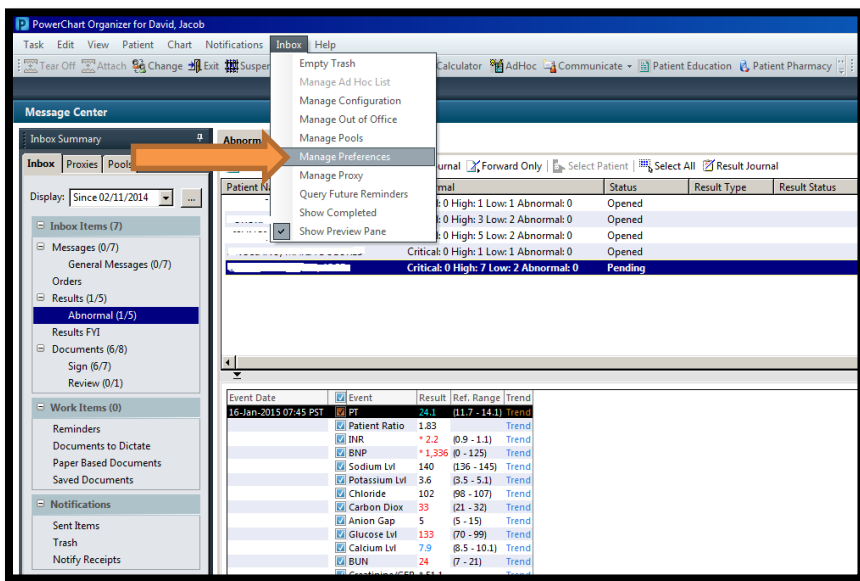 PowerChart Organizer for David, Jacob
Task Edit View Patient Chart Notifications Inbox Help
Tear Off Attach Change Exit Suspen Calculator AdHoc Communicate Patient Education Patient Pharmacy
Empty Trash
Manage Ad Hoc List
Manage Configuration
Manage Out of Office
Manage Pools
Manage Preferences
Manage Proxy
Query Future Reminders
Show Completed
Show Preview Pane
Message Center
Inbox Summary
Inbox Proxies Pools
Display: Since 02/11/2014 ...
Inbox Items (7)
Messages (0/7)
General Messages (0/7)
Orders
Results (1/5)
Abnormal (1/5)
Results FYI
Documents (6/8)
Sign (6/7)
Review (0/1)
Work Items (0)
Reminders
Documents to Dictate
Paper Based Documents
Saved Documents
Notifications
Sent Items
Trash
Notify Receipts
Abnorm
urnal Forward Only Select Patient Select All Result Journal
Patient Na mal Status Result Type Result Status
l: 0 High: 1 Low: 1 Abnormal: 0 Opened
l: 0 High: 3 Low: 2 Abnormal: 0 Opened
l: 0 High: 5 Low: 2 Abnormal: 0 Opened
Critical: 0 High: 1 Low: 1 Abnormal: 0 Opened
Critical: 0 High: 7 Low: 2 Abnormal: 0 Pending
Event Date Event Result Ref. Range Trend
16-Jan-2015 07:45 PST PT 24.1 (11.7 - 14.1) Trend
Patient Ratio 1.83 Trend
INR * 2.2 (0.9 - 1.1) Trend
BNP * 1,336 (0 - 125) Trend
Sodium Lvl 140 (136 - 145) Trend
Potassium Lvl 3.6 (3.5 - 5.1) Trend
Chloride 102 (98 - 107) Trend
Carbon Diox 33 (21 - 32) Trend
Anion Gap 5 (5 - 15) Trend
Glucose Lvl 133 (70 - 99) Trend
Calcium Lvl 7.9 (8.5 - 10.1) Trend
BUN 24 (7 - 21) Trend